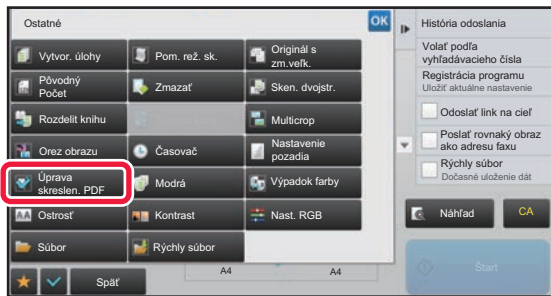 Ostatné
OK
Vytvor. úlohy
Pom. rež. sk.
Originál s
zm.veľk.
Pôvodný
Počet
Zmazať
Sken. dvojstr.
Rozdelit knihu
Multicrop
Orez obrazu
Časovač
Nastavenie
pozadia
Úprava
skreslen. PDF
Modrá
Výpadok farby
Ostrosť
Kontrast
Nast. RGB
Súbor
Rýchly súbor
Späť
A4
A4
História odoslania
Volať podľa
vyhľadávacieho čísla
Registrácia programu
Uložiť aktuálne nastavenie
Odoslať link na cieľ
Poslať rovnaký obraz
ako adresu faxu
Rýchly súbor
Dočasné uloženie dát
Náhľad
CA
Štart